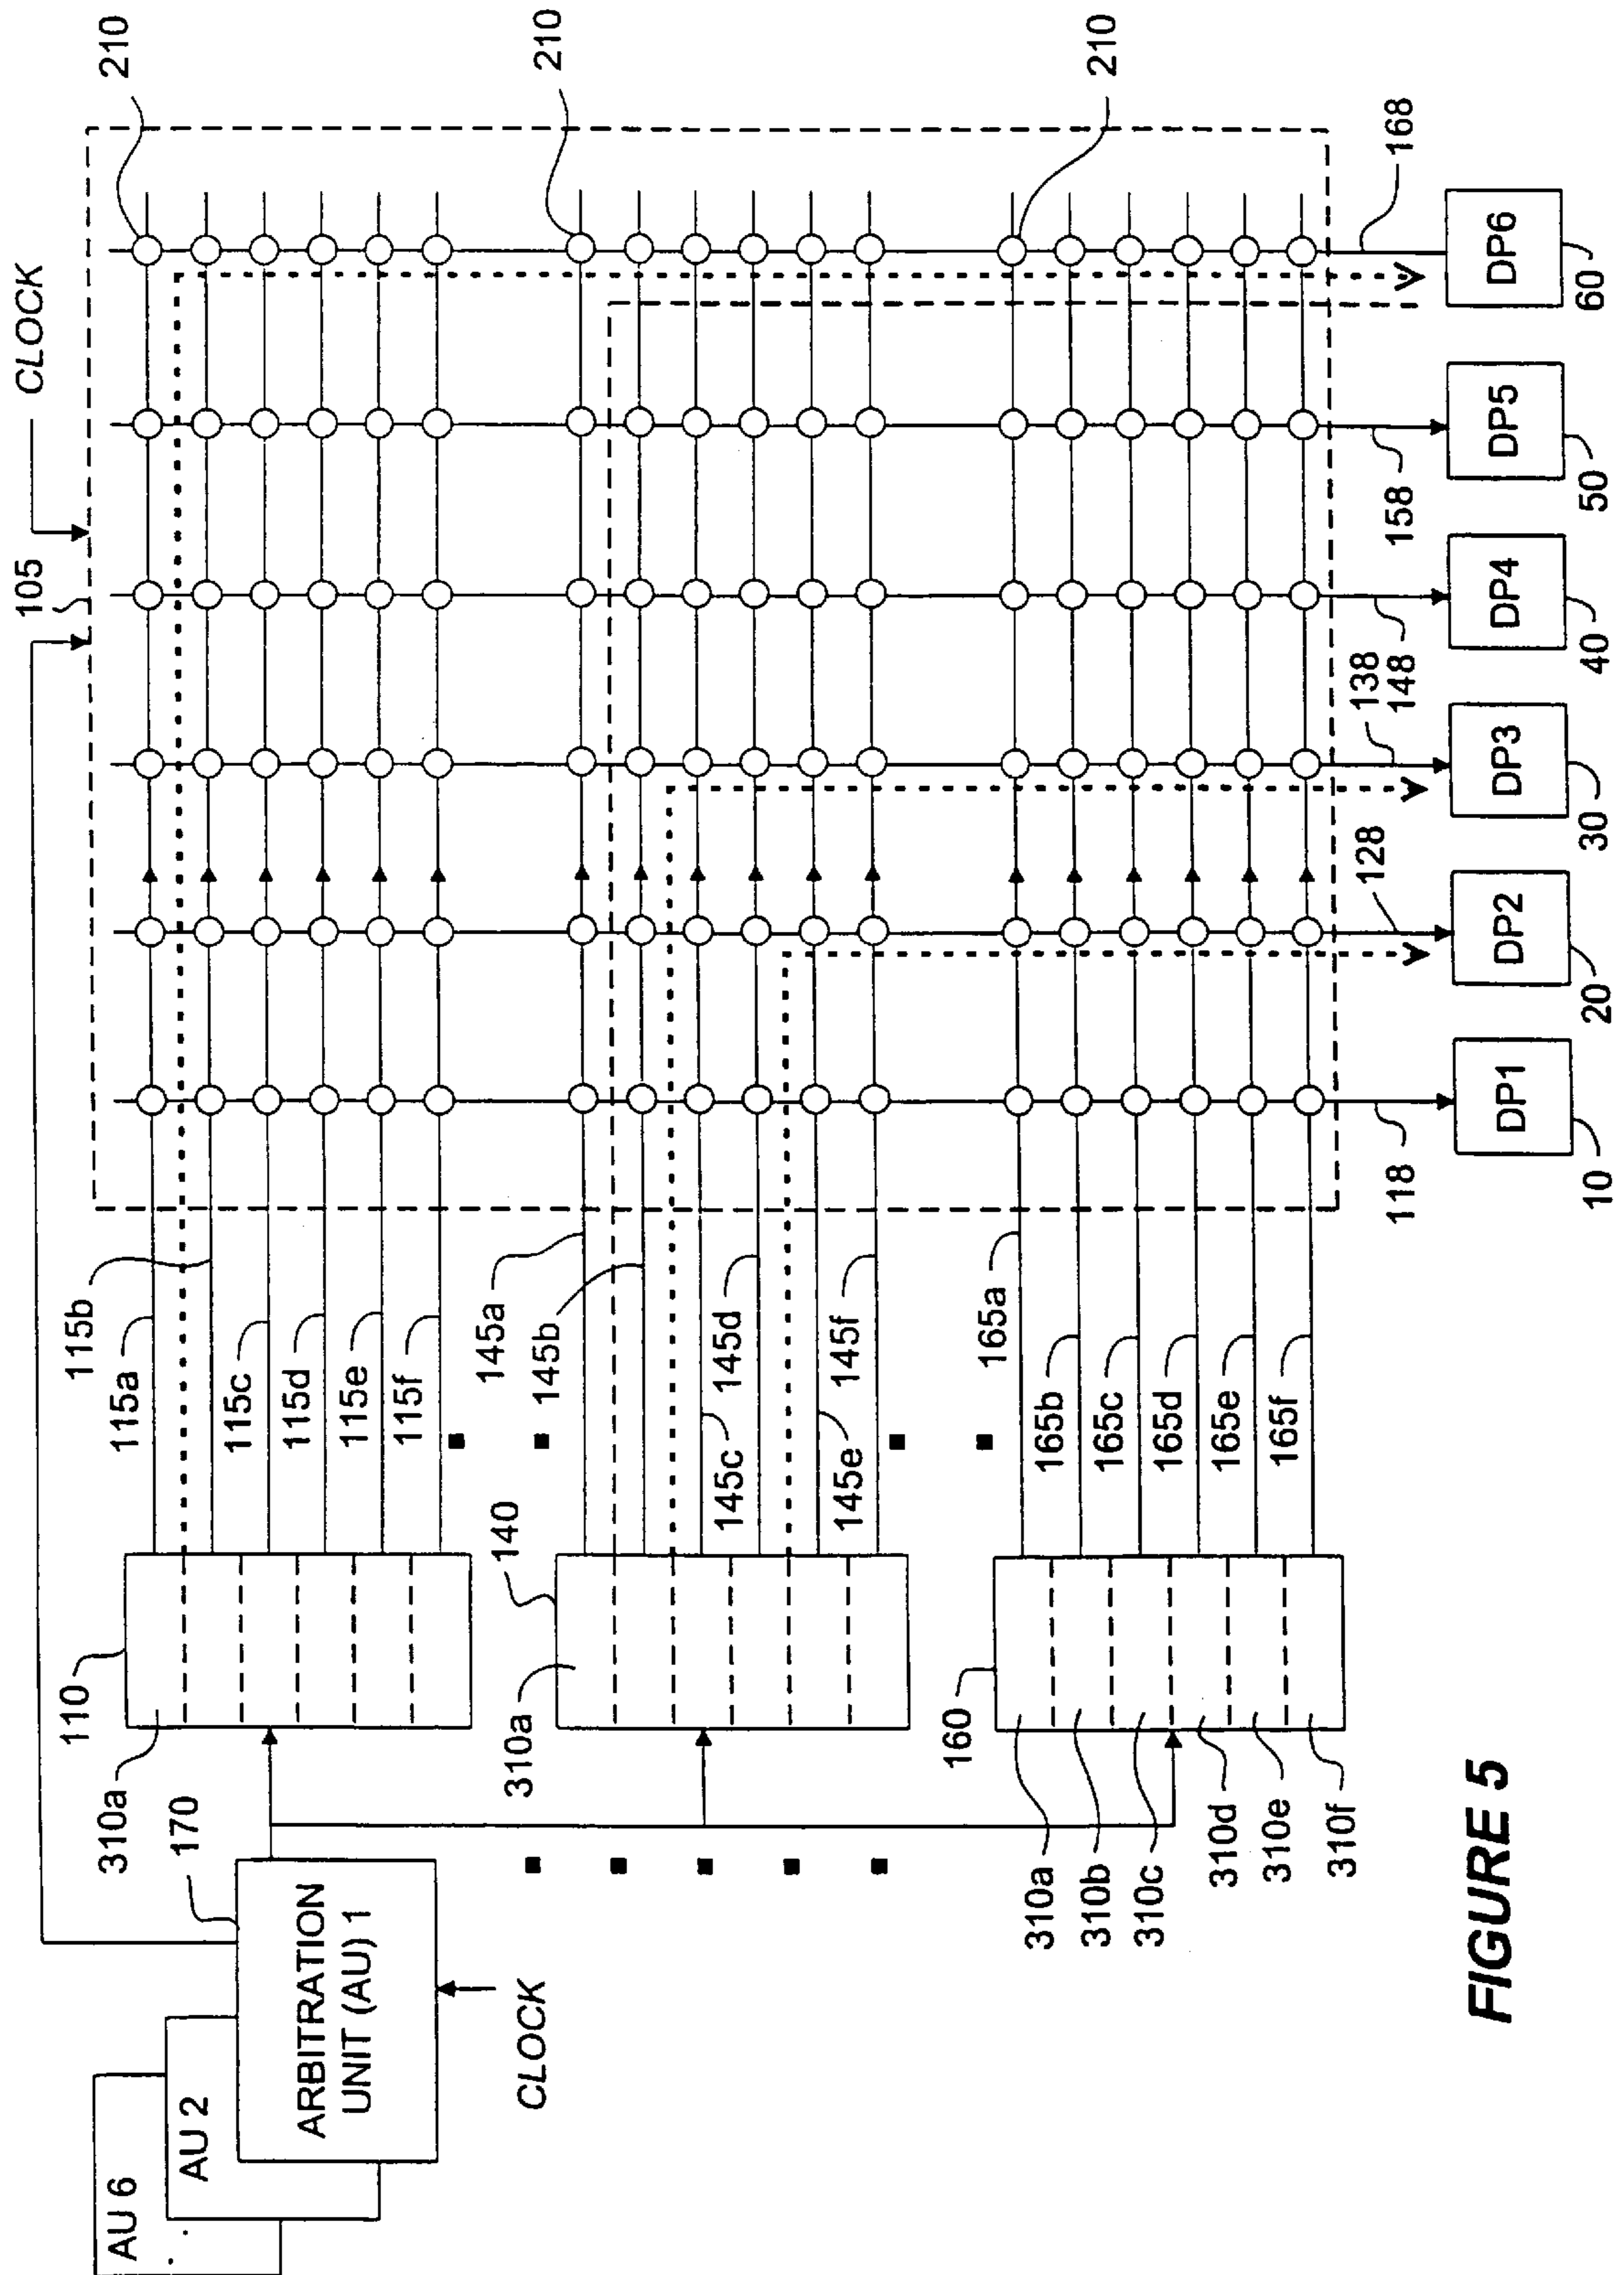 AU 6
AU 2
ARBITRATION
UNIT (AU) 1
170
CLOCK
310a
110
115a
115b
115c
115d
115e
115f
310a
140
145a
145b
145c
145d
145e
145f
160
310a
310b
310c
310d
310e
310f
165a
165b
165c
165d
165e
165f
105
CLOCK
210
210
210
118
128
138
148
158
168
DP1
DP2
DP3
DP4
DP5
DP6
10
20
30
40
50
60
FIGURE 5